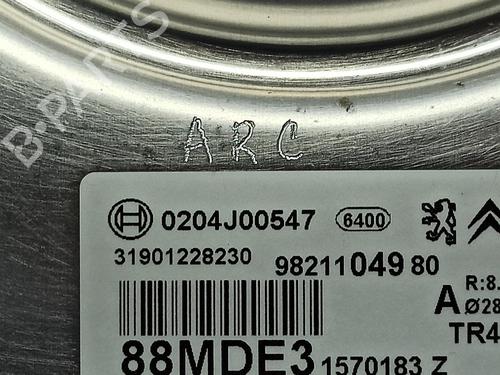 B-PARTS
ARC
0204J00547 6400
31901228230
98211049 80
R:8.
A Ø28
TR4
88MDE3 1570183 Z